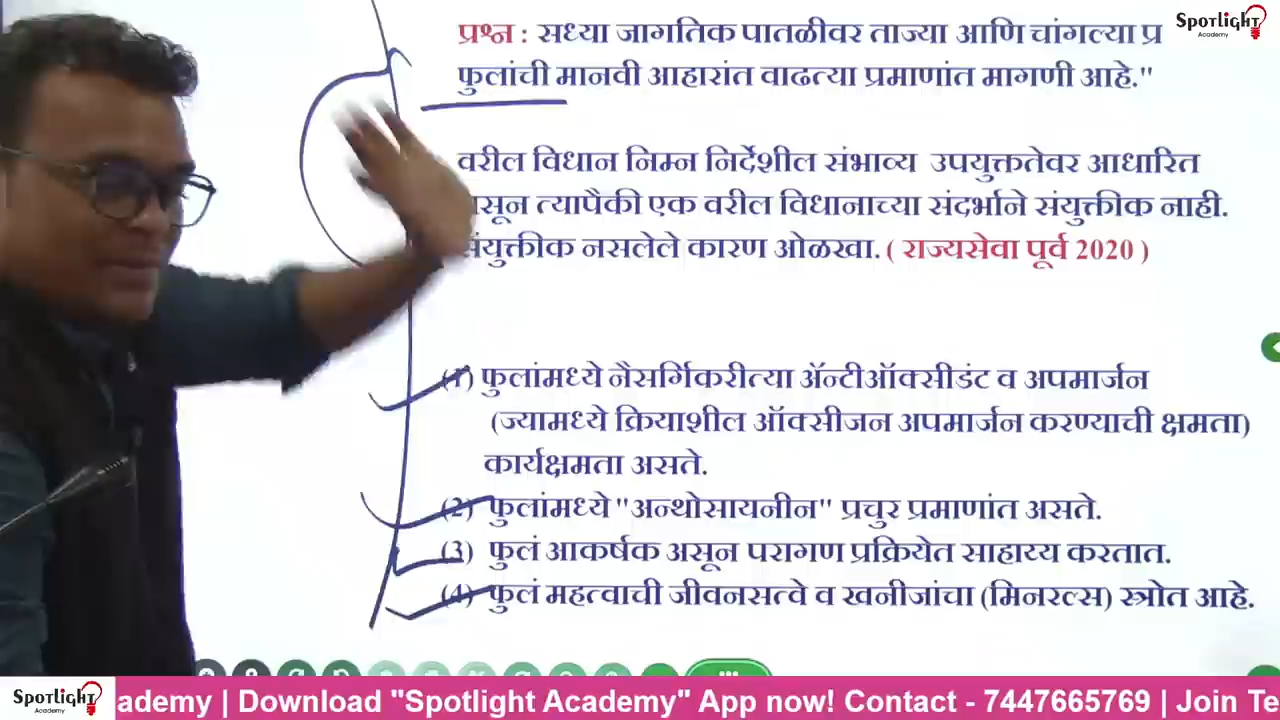 प्रश्न : सध्या जागतिक पातळीवर ताज्या आणि चांगल्या प्र
फुलांची मानवी आहारांत वाढत्या प्रमाणांत मागणी आहे."
वरील विधान निम्न निर्देशील संभाव्य उपयुक्ततेवर आधारित
सून त्यापैकी एक वरील विधानाच्या संदर्भाने संयुक्तीक नाही.
संयुक्तीक नसलेले कारण ओळखा. ( राज्यसेवा पूर्व 2020 )
(1) फुलांमध्ये नैसर्गिकरीत्या ॲन्टीऑक्सीडंट व अपमार्जन
(ज्यामध्ये क्रियाशील ऑक्सीजन अपमार्जन करण्याची क्षमता)
कार्यक्षमता असते.
(2) फुलांमध्ये "अन्थोसायनीन" प्रचुर प्रमाणांत असते.
(3) फुलं आकर्षक असून परागण प्रक्रियेत साहाय्य करतात.
(4) फुलं महत्वाची जीवनसत्वे व खनीजांचा (मिनरल्स) स्त्रोत आहे.
Spotlight
Academy
Spotlight
Academy
ademy | Download "Spotlight Academy" App now! Contact - 7447665769 | Join Te